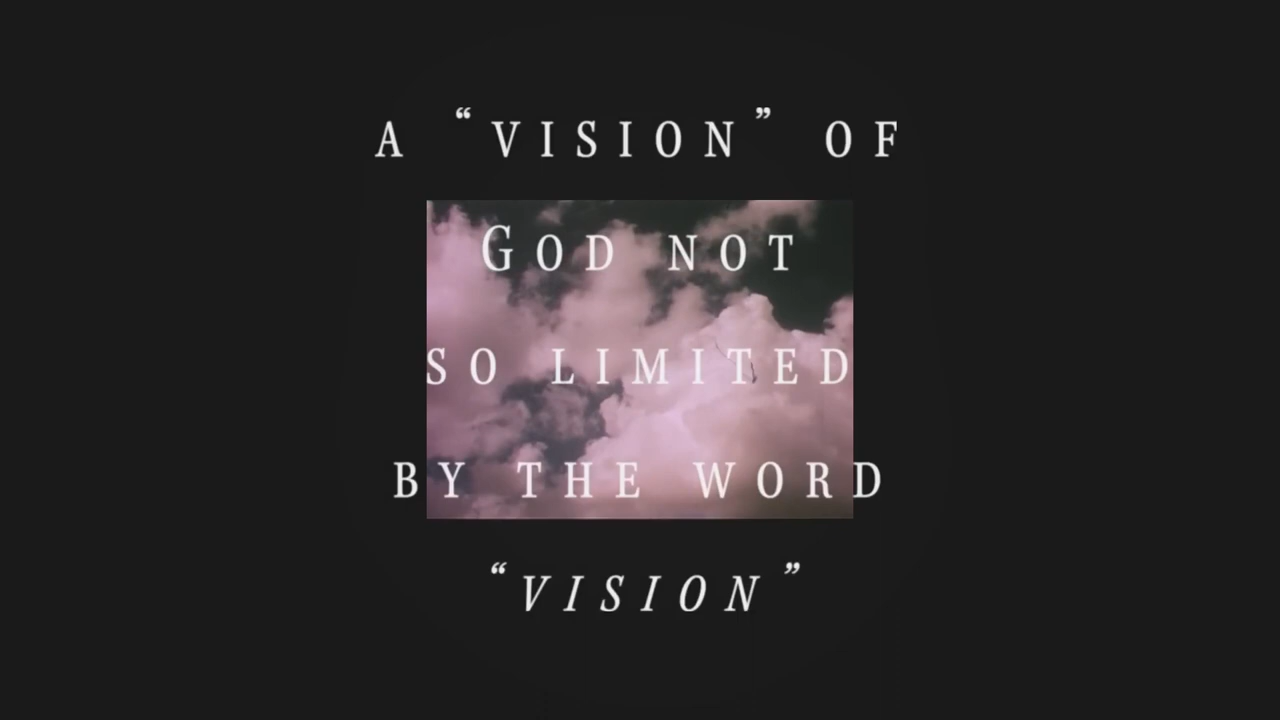 A “VISION” OF
GOD NOT
SO LIMITED
BY THE WORD
“VISION”